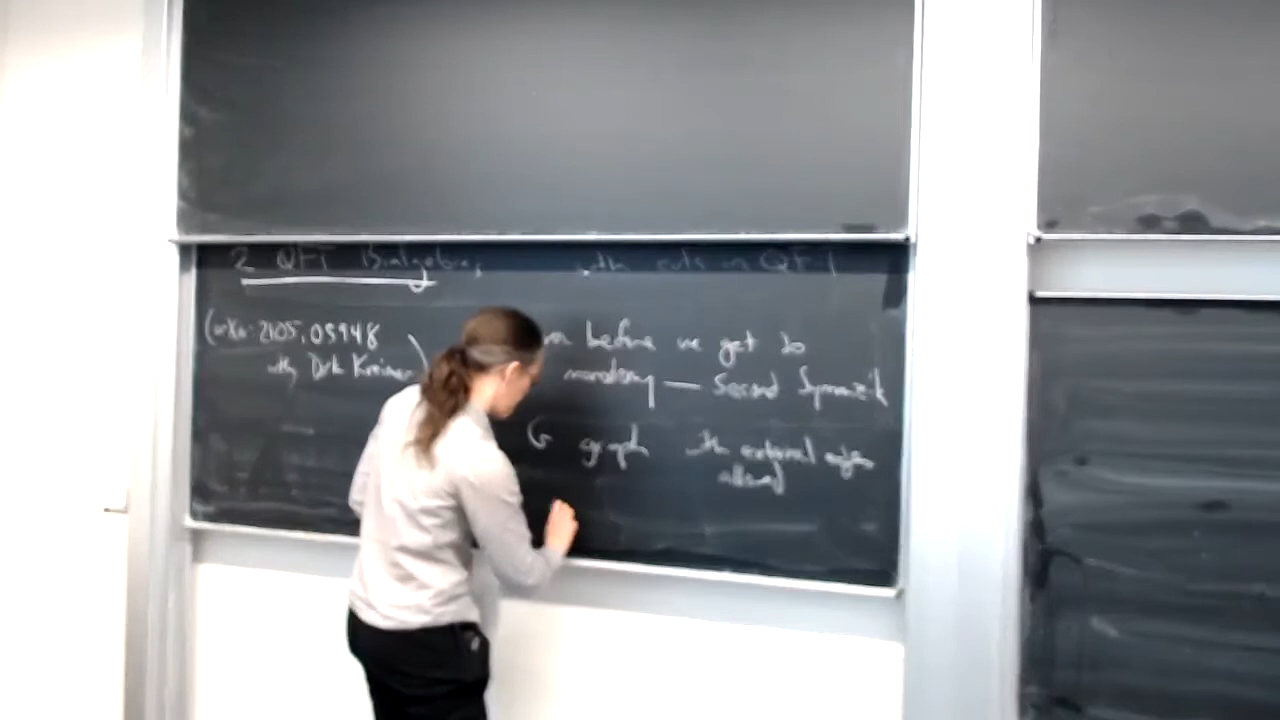 2 QFT Bialgebras with cuts in QFT
(arXiv: 2105.05948
with Dirk Kreimer)
before we get to
monodromy — Second Symanzik
G graph with external edges
allowed